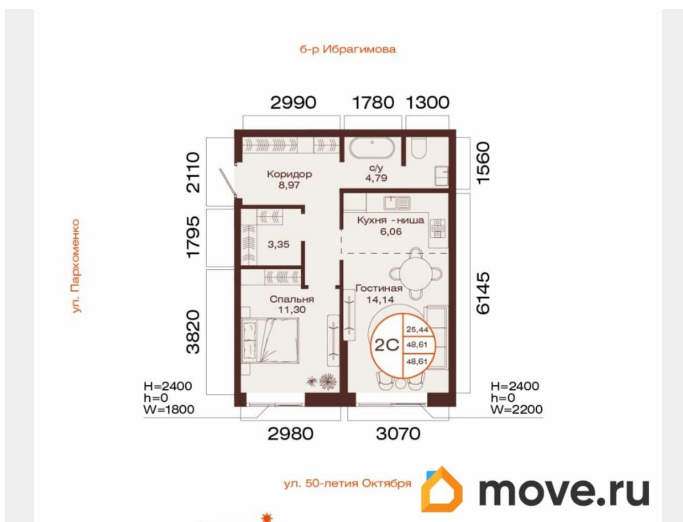 б-р Ибрагимова
2990 1780 1300
2110
1795
3820
1560
6145
Коридор
8,97
с/у
4,79
Кухня - ниша
6,06
3,35
Спальня
11,30
Гостиная
14,14
2С
25,44
48,61
48,61
H=2400
h=0
W=1800
H=2400
h=0
W=2200
2980 3070
ул. Пархоменко
ул. 50-летия Октября
move.ru